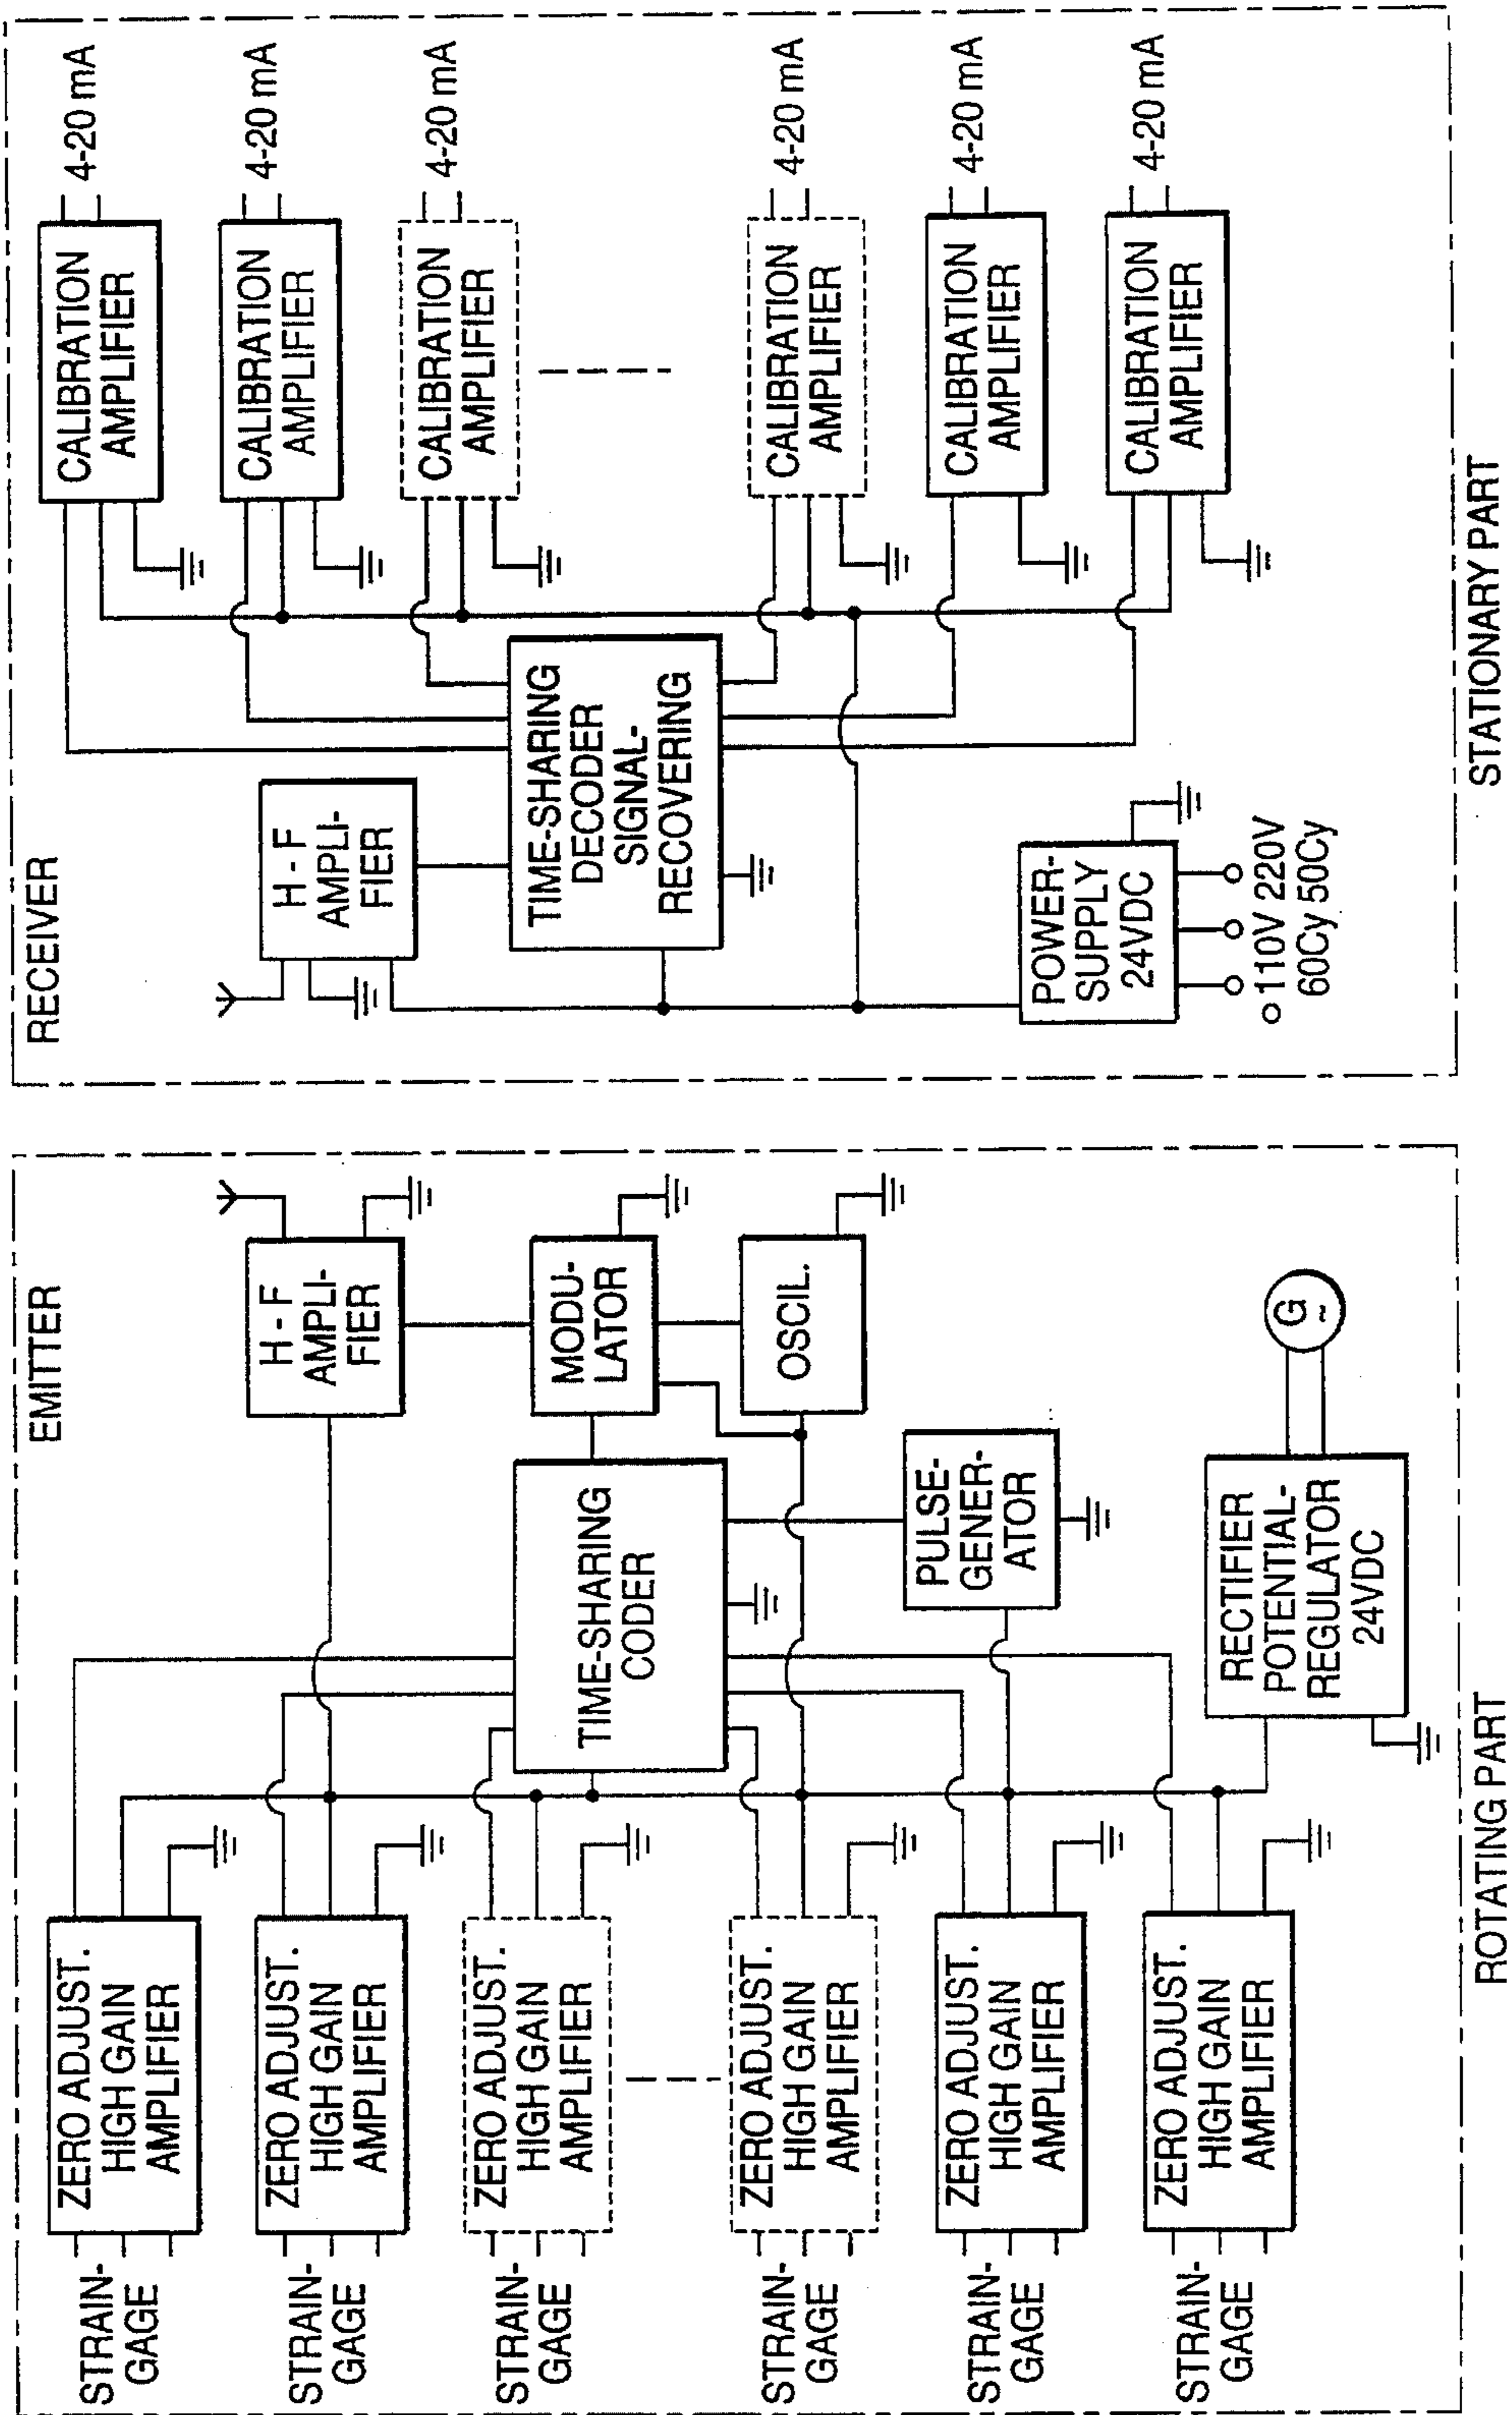 EMITTER
STRAIN-
GAGE
ZERO ADJUST.
HIGH GAIN
AMPLIFIER
STRAIN-
GAGE
ZERO ADJUST.
HIGH GAIN
AMPLIFIER
STRAIN-
GAGE
ZERO ADJUST.
HIGH GAIN
AMPLIFIER
STRAIN-
GAGE
ZERO ADJUST.
HIGH GAIN
AMPLIFIER
STRAIN-
GAGE
ZERO ADJUST.
HIGH GAIN
AMPLIFIER
STRAIN-
GAGE
ZERO ADJUST.
HIGH GAIN
AMPLIFIER
TIME-SHARING
CODER
H-F
AMPLI-
FIER
MODU-
LATOR
OSCIL.
PULSE-
GENER-
ATOR
RECTIFIER
POTENTIAL-
REGULATOR
24VDC
G
~
ROTATING PART
RECEIVER
H-F
AMPLI-
FIER
TIME-SHARING
DECODER
SIGNAL-
RECOVERING
POWER-
SUPPLY
24VDC
110V 220V
60Cy 50Cy
CALIBRATION
AMPLIFIER
4-20 mA
CALIBRATION
AMPLIFIER
4-20 mA
CALIBRATION
AMPLIFIER
4-20 mA
CALIBRATION
AMPLIFIER
4-20 mA
CALIBRATION
AMPLIFIER
4-20 mA
CALIBRATION
AMPLIFIER
4-20 mA
STATIONARY PART